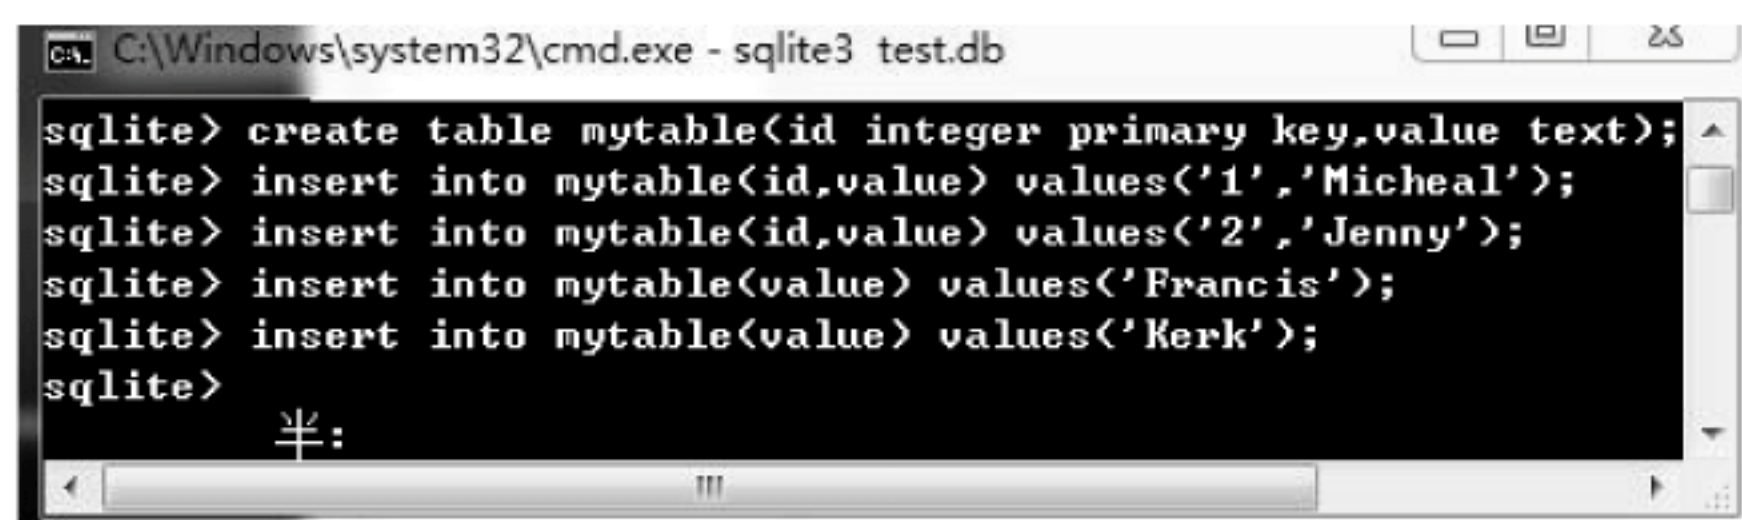 C:\Windows\system32\cmd.exe - sqlite3  test.db
sqlite> create table mytable(id integer primary key,value text);
sqlite> insert into mytable(id,value) values('1','Micheal');
sqlite> insert into mytable(id,value) values('2','Jenny');
sqlite> insert into mytable(value) values('Francis');
sqlite> insert into mytable(value) values('Kerk');
sqlite>
半: